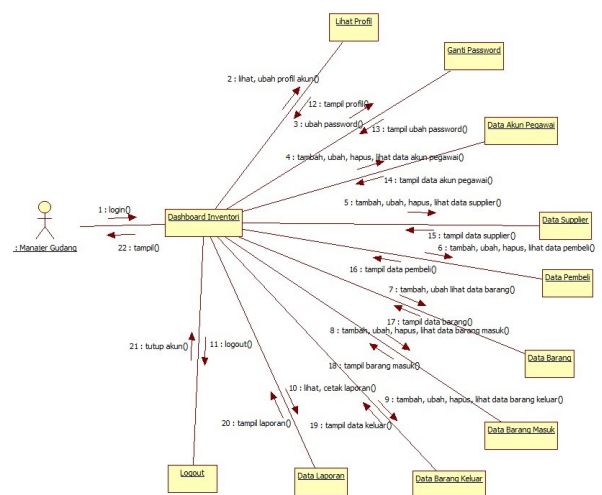 Lihat Profil
Ganti Password
2 : lihat, ubah profil akun()
12 : tampil profil()
3 : ubah password()
13 : tampil ubah password()
Data Akun Pegawai
4 : tambah, ubah, hapus, lihat data akun pegawai()
14 : tampil data akun pegawai()
1 : login()
Dashboard Inventori
5 : tambah, ubah, hapus, lihat data supplier()
Data Supplier
: Manajer Gudang
22 : tampil()
15 : tampil data supplier()
6 : tambah, ubah, hapus, lihat data pembeli()
16 : tampil data pembeli()
Data Pembeli
7 : tambah, ubah lihat data barang()
17 : tampil data barang()
8 : tambah, ubah, hapus, lihat data barang masuk()
21 : tutup akun()
11 : logout()
Data Barang
18 : tampil barang masuk()
10 : lihat, cetak laporan()
9 : tambah, ubah, hapus, lihat data barang keluar()
20 : tampil laporan()
19 : tampil data keluar()
Data Barang Masuk
Logout
Data Laporan
Data Barang Keluar